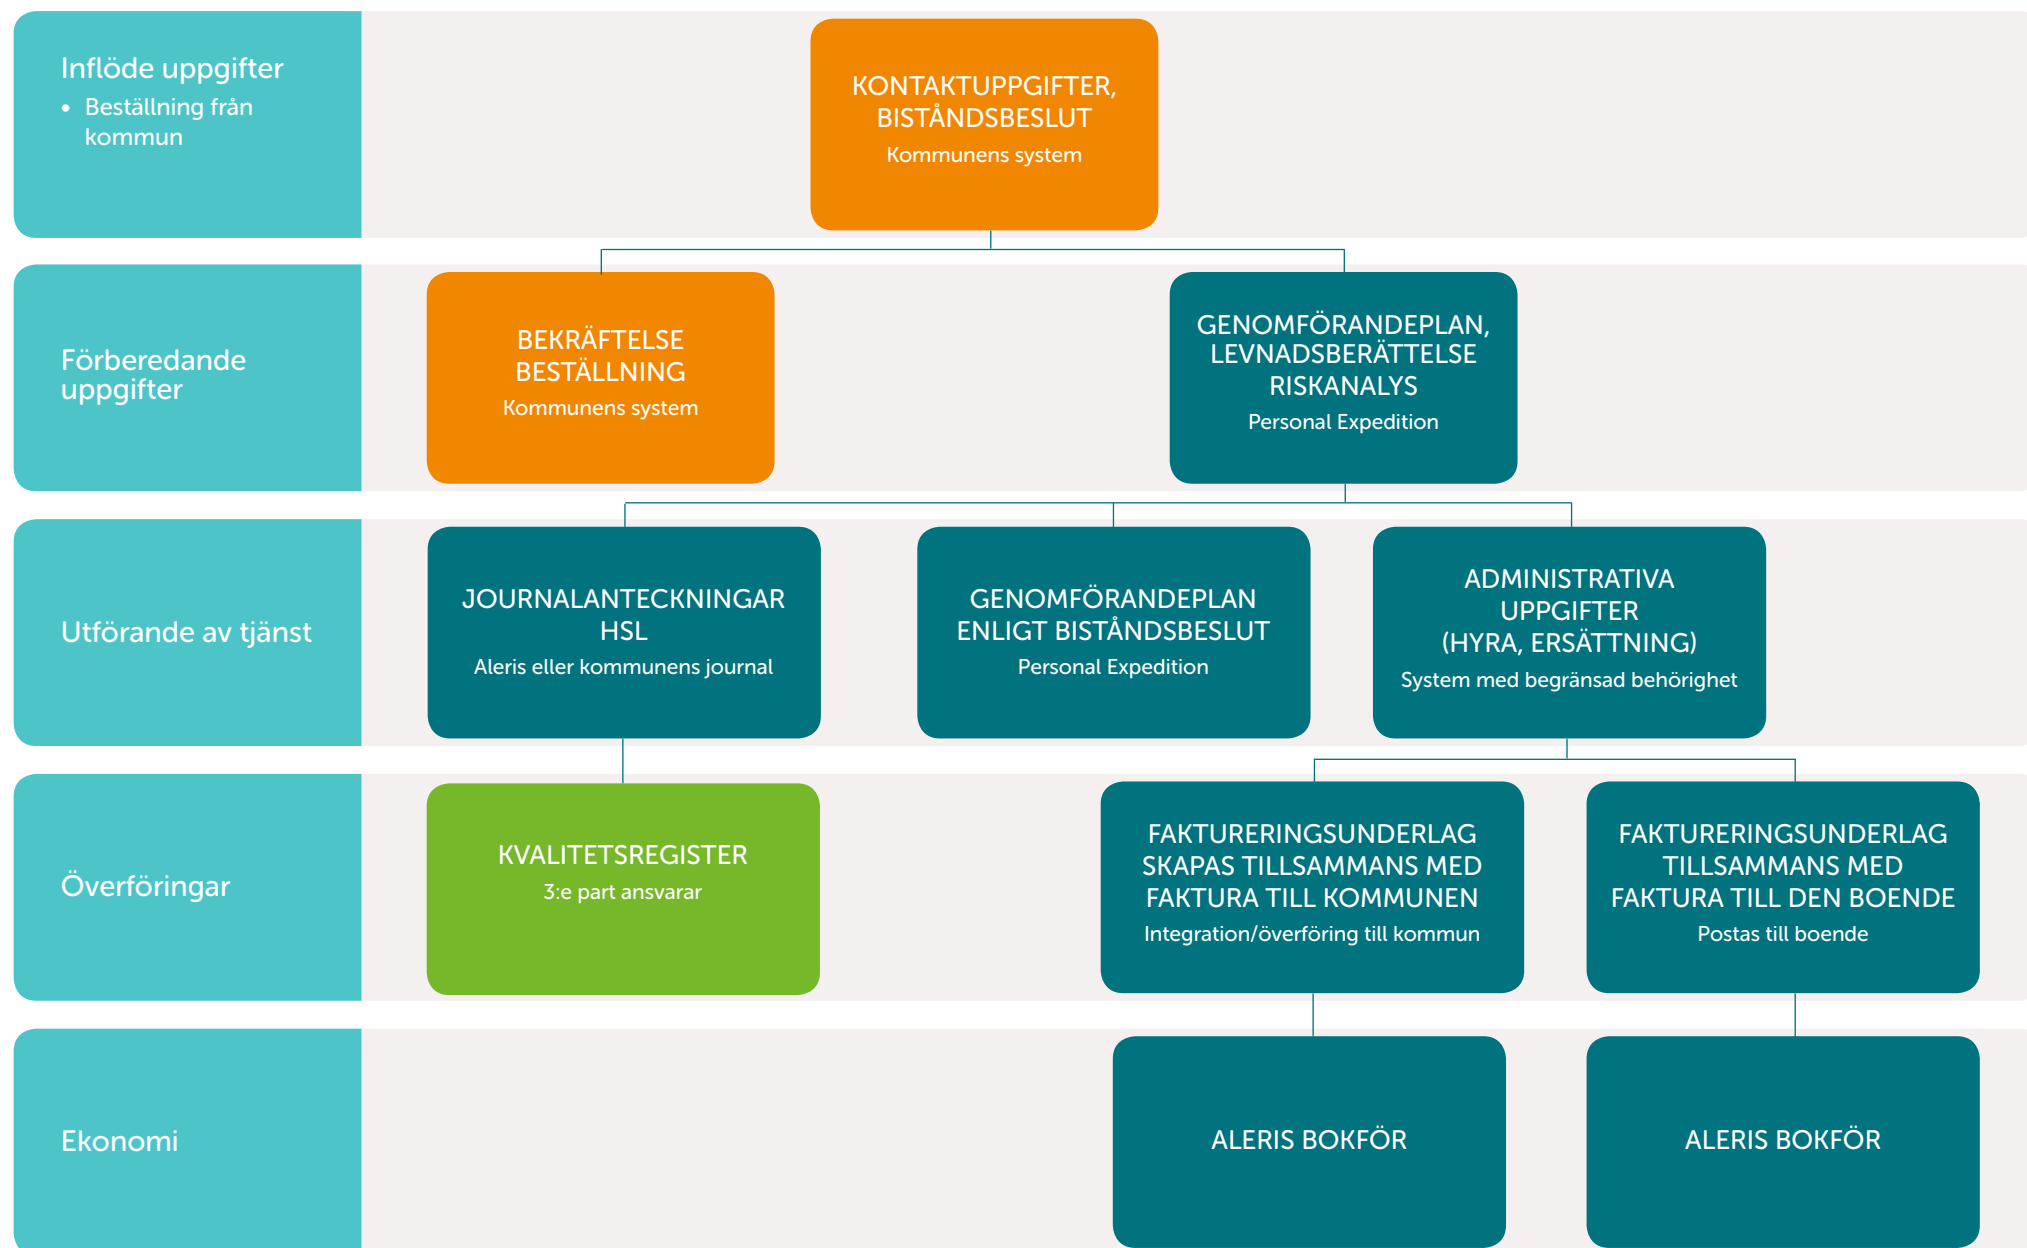 Inflöde uppgifter
• Beställning från
kommun
KONTAKTUPPGIFTER,
BISTÅNDSBESLUT
Kommunens system
Förberedande
uppgifter
BEKRÄFTELSE
BESTÄLLNING
Kommunens system
GENOMFÖRANDEPLAN,
LEVNADSBERÄTTELSE
RISKANALYS
Personal Expedition
Utförande av tjänst
JOURNALANTECKNINGAR
HSL
Aleris eller kommunens journal
GENOMFÖRANDEPLAN
ENLIGT BISTÅNDSBESLUT
Personal Expedition
ADMINISTRATIVA
UPPGIFTER
(HYRA, ERSÄTTNING)
System med begränsad behörighet
Överföringar
KVALITETSREGISTER
3:e part ansvarar
FAKTURERINGSUNDERLAG
SKAPAS TILLSAMMANS MED
FAKTURA TILL KOMMUNEN
Integration/överföring till kommun
FAKTURERINGSUNDERLAG
TILLSAMMANS MED
FAKTURA TILL DEN BOENDE
Postas till boende
Ekonomi
ALERIS BOKFÖR
ALERIS BOKFÖR